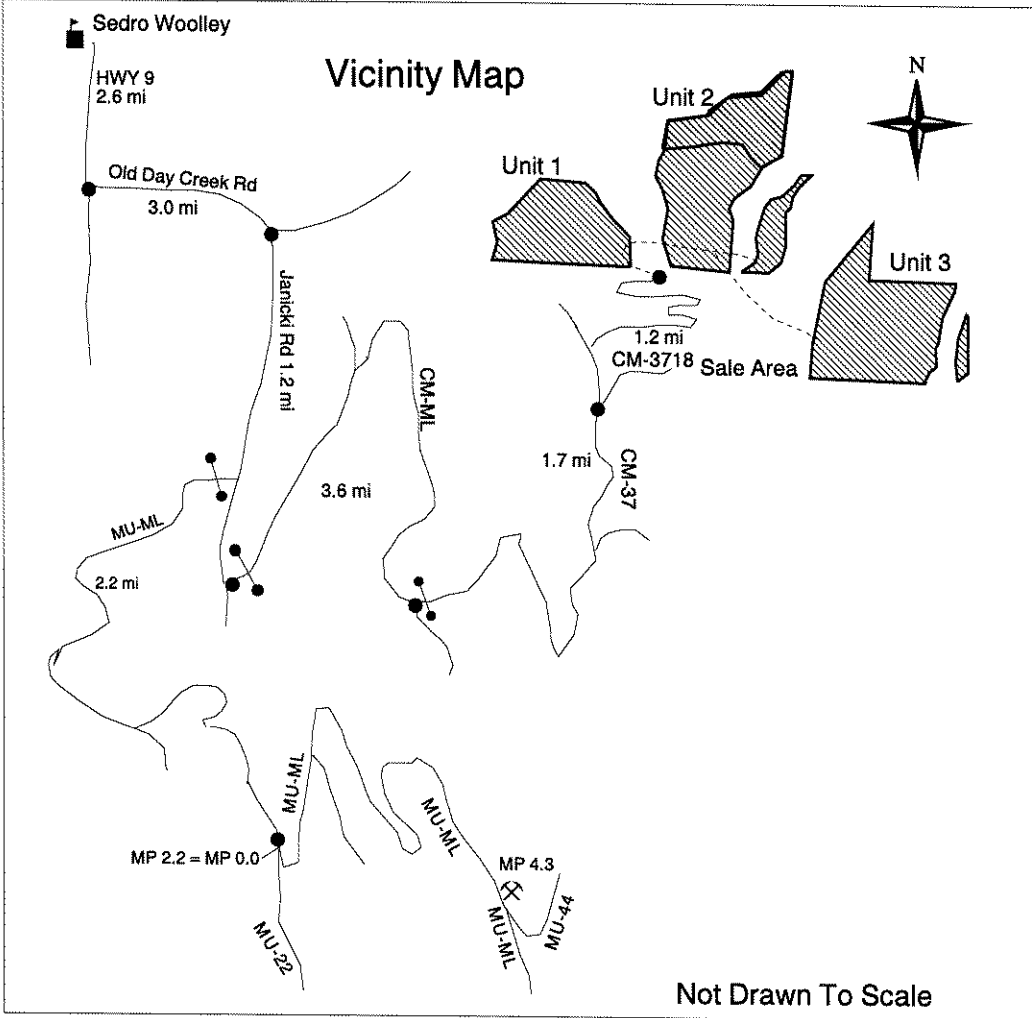 Sedro Woolley
Vicinity Map
N
HWY 9
2.6 mi
Unit 2
Unit 1
Old Day Creek Rd
3.0 mi
Unit 3
Janicki Rd 1.2 mi
1.2 mi
CM-3718
Sale Area
CM-ML
1.7 mi
CM-37
3.6 mi
MU-ML
2.2 mi
MU-ML
MU-ML
MP 2.2 = MP 0.0
MP 4.3
MU-44
MU-ML
MU-22
Not Drawn To Scale